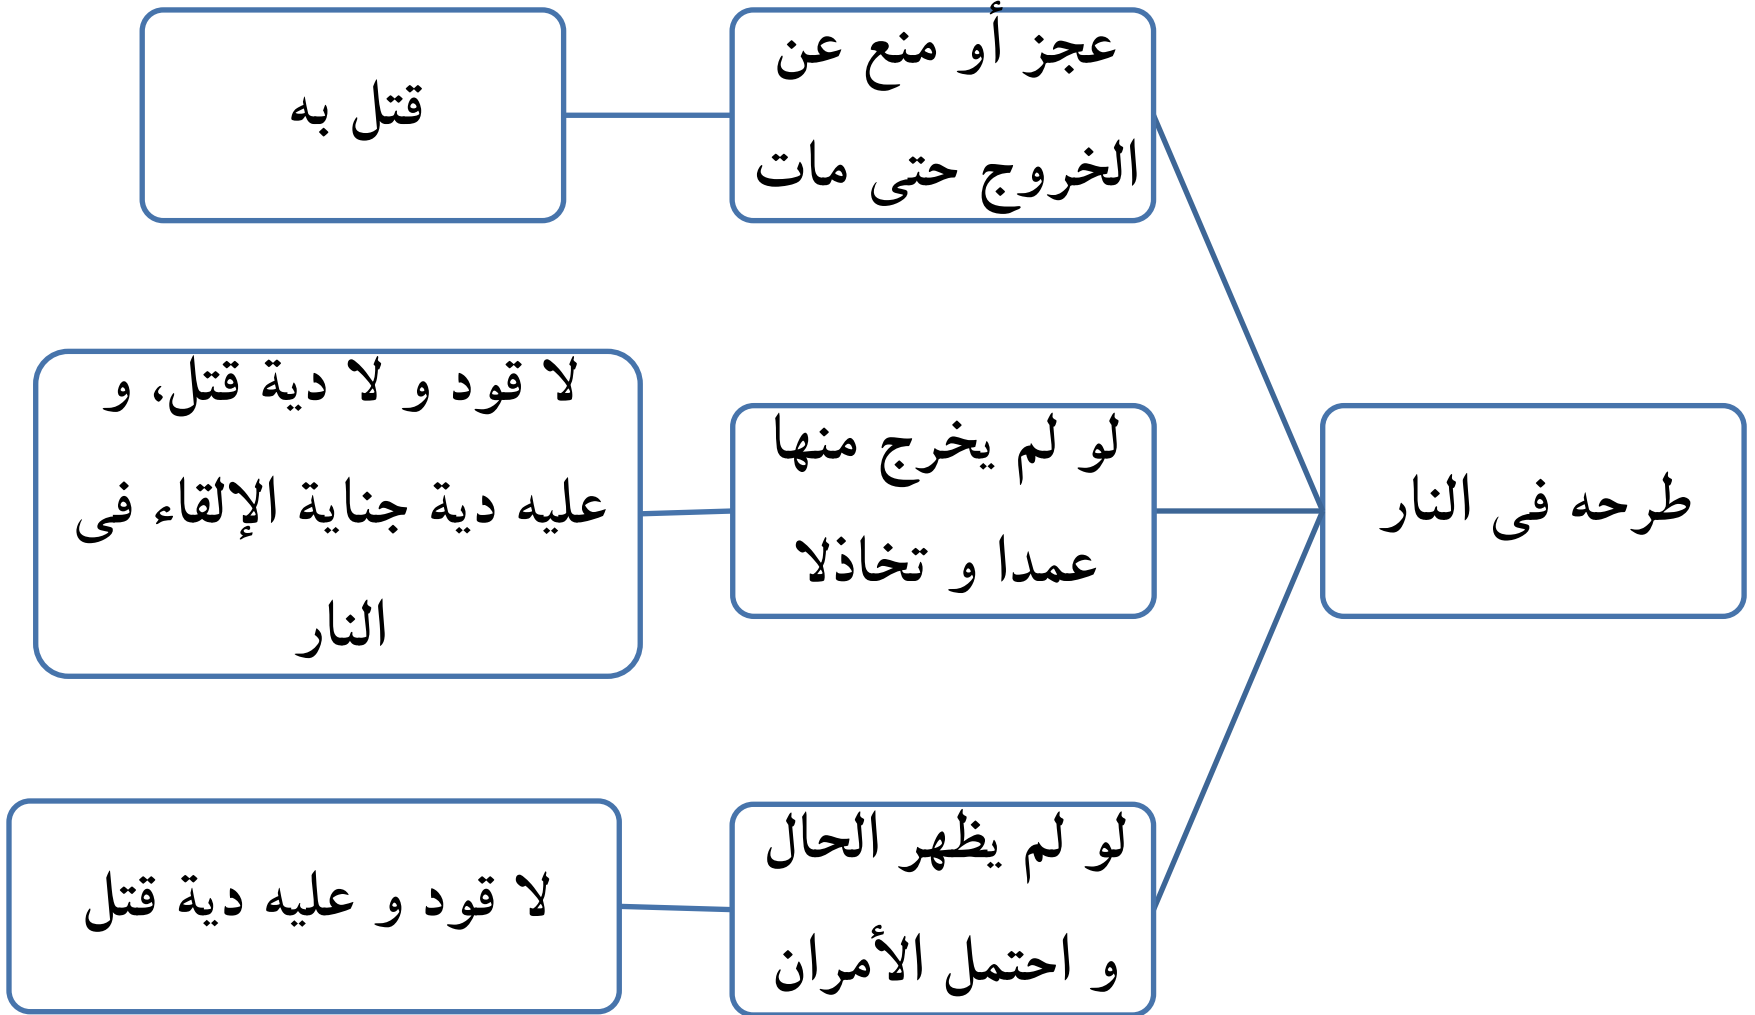 طرحه فى النار
عجز أو منع عن
الخروج حتى مات
قتل به
لو لم يخرج منها
عمدا و تخاذلا
لا قود و لا دية قتل، و
عليه دية جناية الإلقاء فى
النار
لو لم يظهر الحال
و احتمل الأمران
لا قود و عليه دية قتل